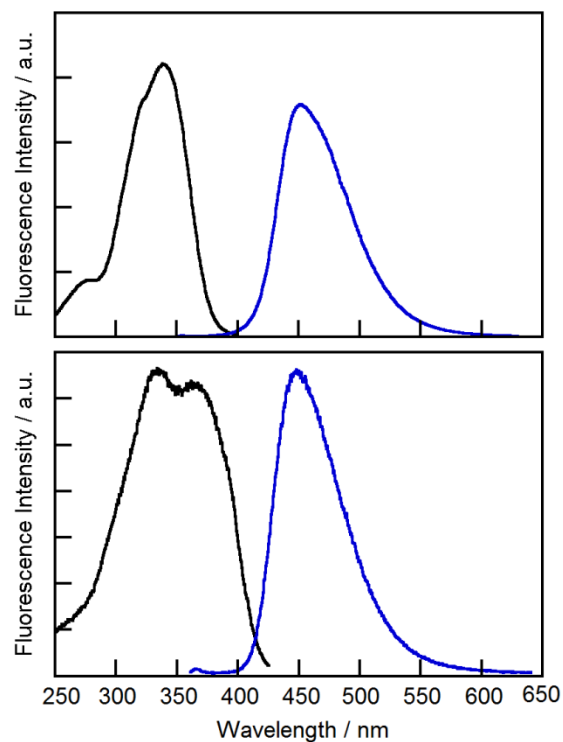 Fluorescence Intensity / a.u.
Fluorescence Intensity / a.u.
250 300 350 400 450 500 550 600 650
Wavelength / nm